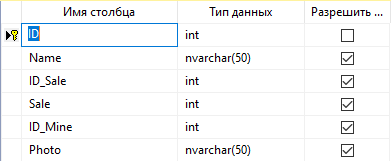 Имя столбца Тип данных Разрешить ...
ID int
Name nvarchar(50)
ID_Sale int
Sale int
ID_Mine int
Photo nvarchar(50)